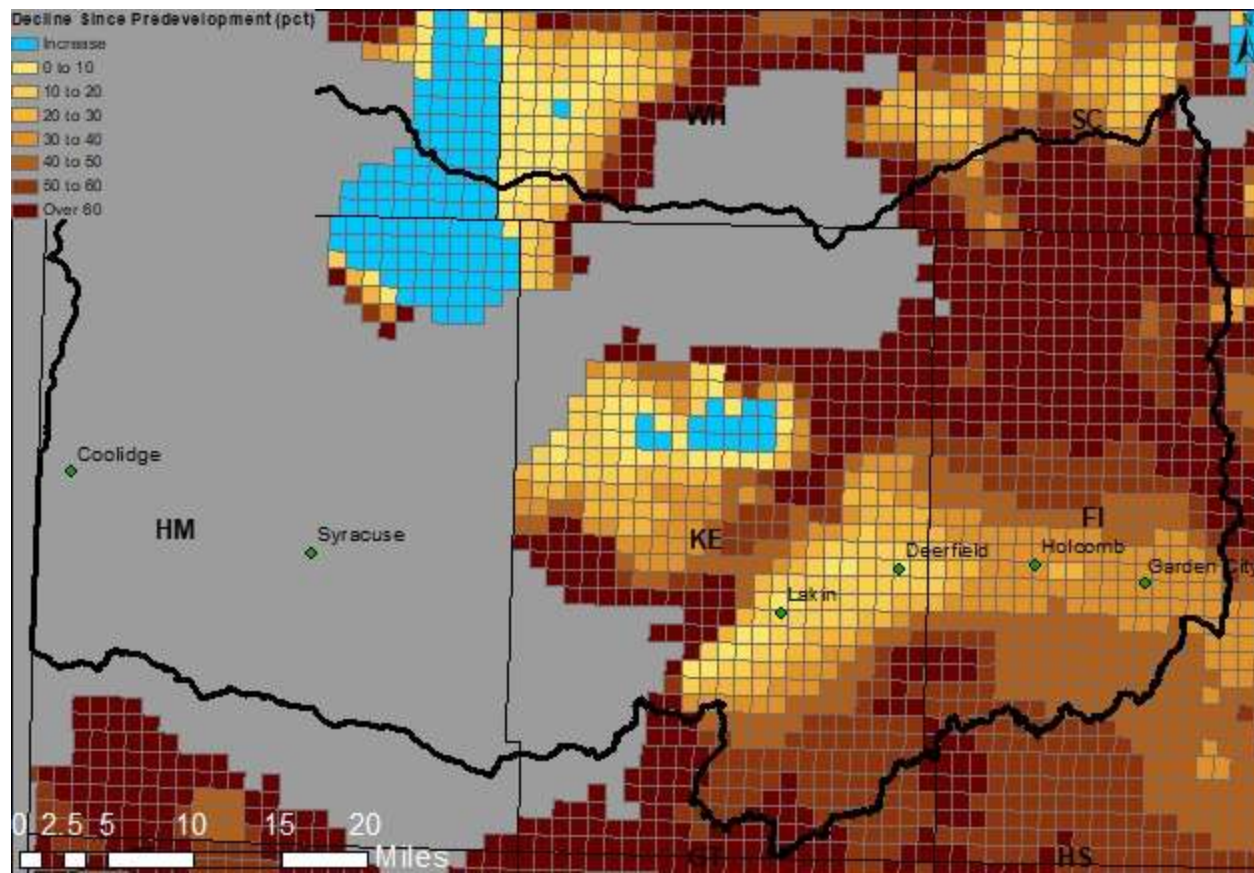 Decline Since Predevelopment (pct)
Increase
0 to 10
10 to 20
20 to 30
30 to 40
40 to 50
50 to 60
Over 60
WH
SC
Coolidge
HM
Syracuse
KE
FI
Deerfield
Holcomb
Garden City
Lakin
0 2.5 5 10 15 20
Miles
GT
HS